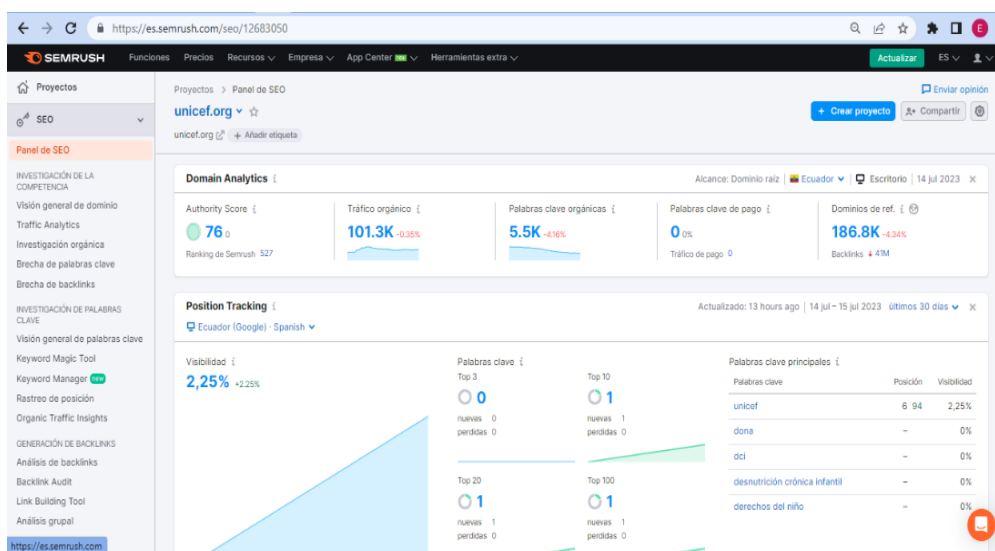 https://es.semrush.com/seo/12683050
E
SEMRUSH Funciones Precios Recursos Empresa App Center new Herramientas extra Actualizar ES
Proyectos
SEO
Panel de SEO
INVESTIGACIÓN DE LA
COMPETENCIA
Visión general de dominio
Traffic Analytics
Investigación orgánica
Brecha de palabras clave
Brecha de backlinks
INVESTIGACIÓN DE PALABRAS
CLAVE
Visión general de palabras clave
Keyword Magic Tool
Keyword Manager new
Rastreo de posición
Organic Traffic Insights
GENERACIÓN DE BACKLINKS
Análisis de backlinks
Backlink Audit
Link Building Tool
Análisis grupal
https://es.semrush.com
Proyectos > Panel de SEO
Enviar opinión
unicef.org
+ Crear proyecto Compartir
unicef.org + Añadir etiqueta
Domain Analytics i Alcance: Dominio raíz Ecuador Escritorio 14 jul 2023 ×
Authority Score i
76 0
Ranking de Semrush 527
Tráfico orgánico i
101.3K -0.35%
Palabras clave orgánicas i
5.5K -4.16%
Palabras clave de pago i
0 0%
Tráfico de pago 0
Dominios de ref. i
186.8K -4.34%
Backlinks 41M
Position Tracking i Actualizado: 13 hours ago 14 jul – 15 jul 2023 últimos 30 días ×
Ecuador (Google) · Spanish
Visibilidad i
2,25% +2.25%
Palabras clave i
Top 3
0
nuevas 0
perdidas 0
Top 10
1
nuevas 1
perdidas 0
Top 20
1
nuevas 1
perdidas 0
Top 100
1
nuevas 1
perdidas 0
Palabras clave principales i
Palabras clave Posición Visibilidad
unicef 6 94 2,25%
dona – 0%
dci – 0%
desnutrición crónica infantil – 0%
derechos del niño – 0%